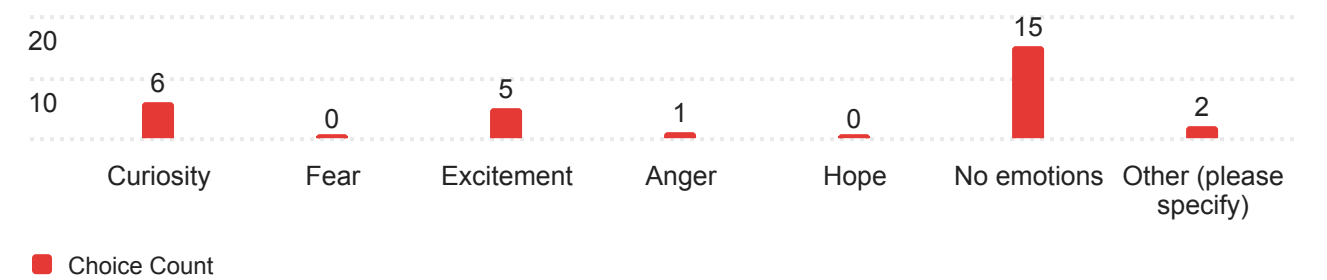 20
10
6
0
5
1
0
15
2
Curiosity
Fear
Excitement
Anger
Hope
No emotions
Other (please
specify)
Choice Count